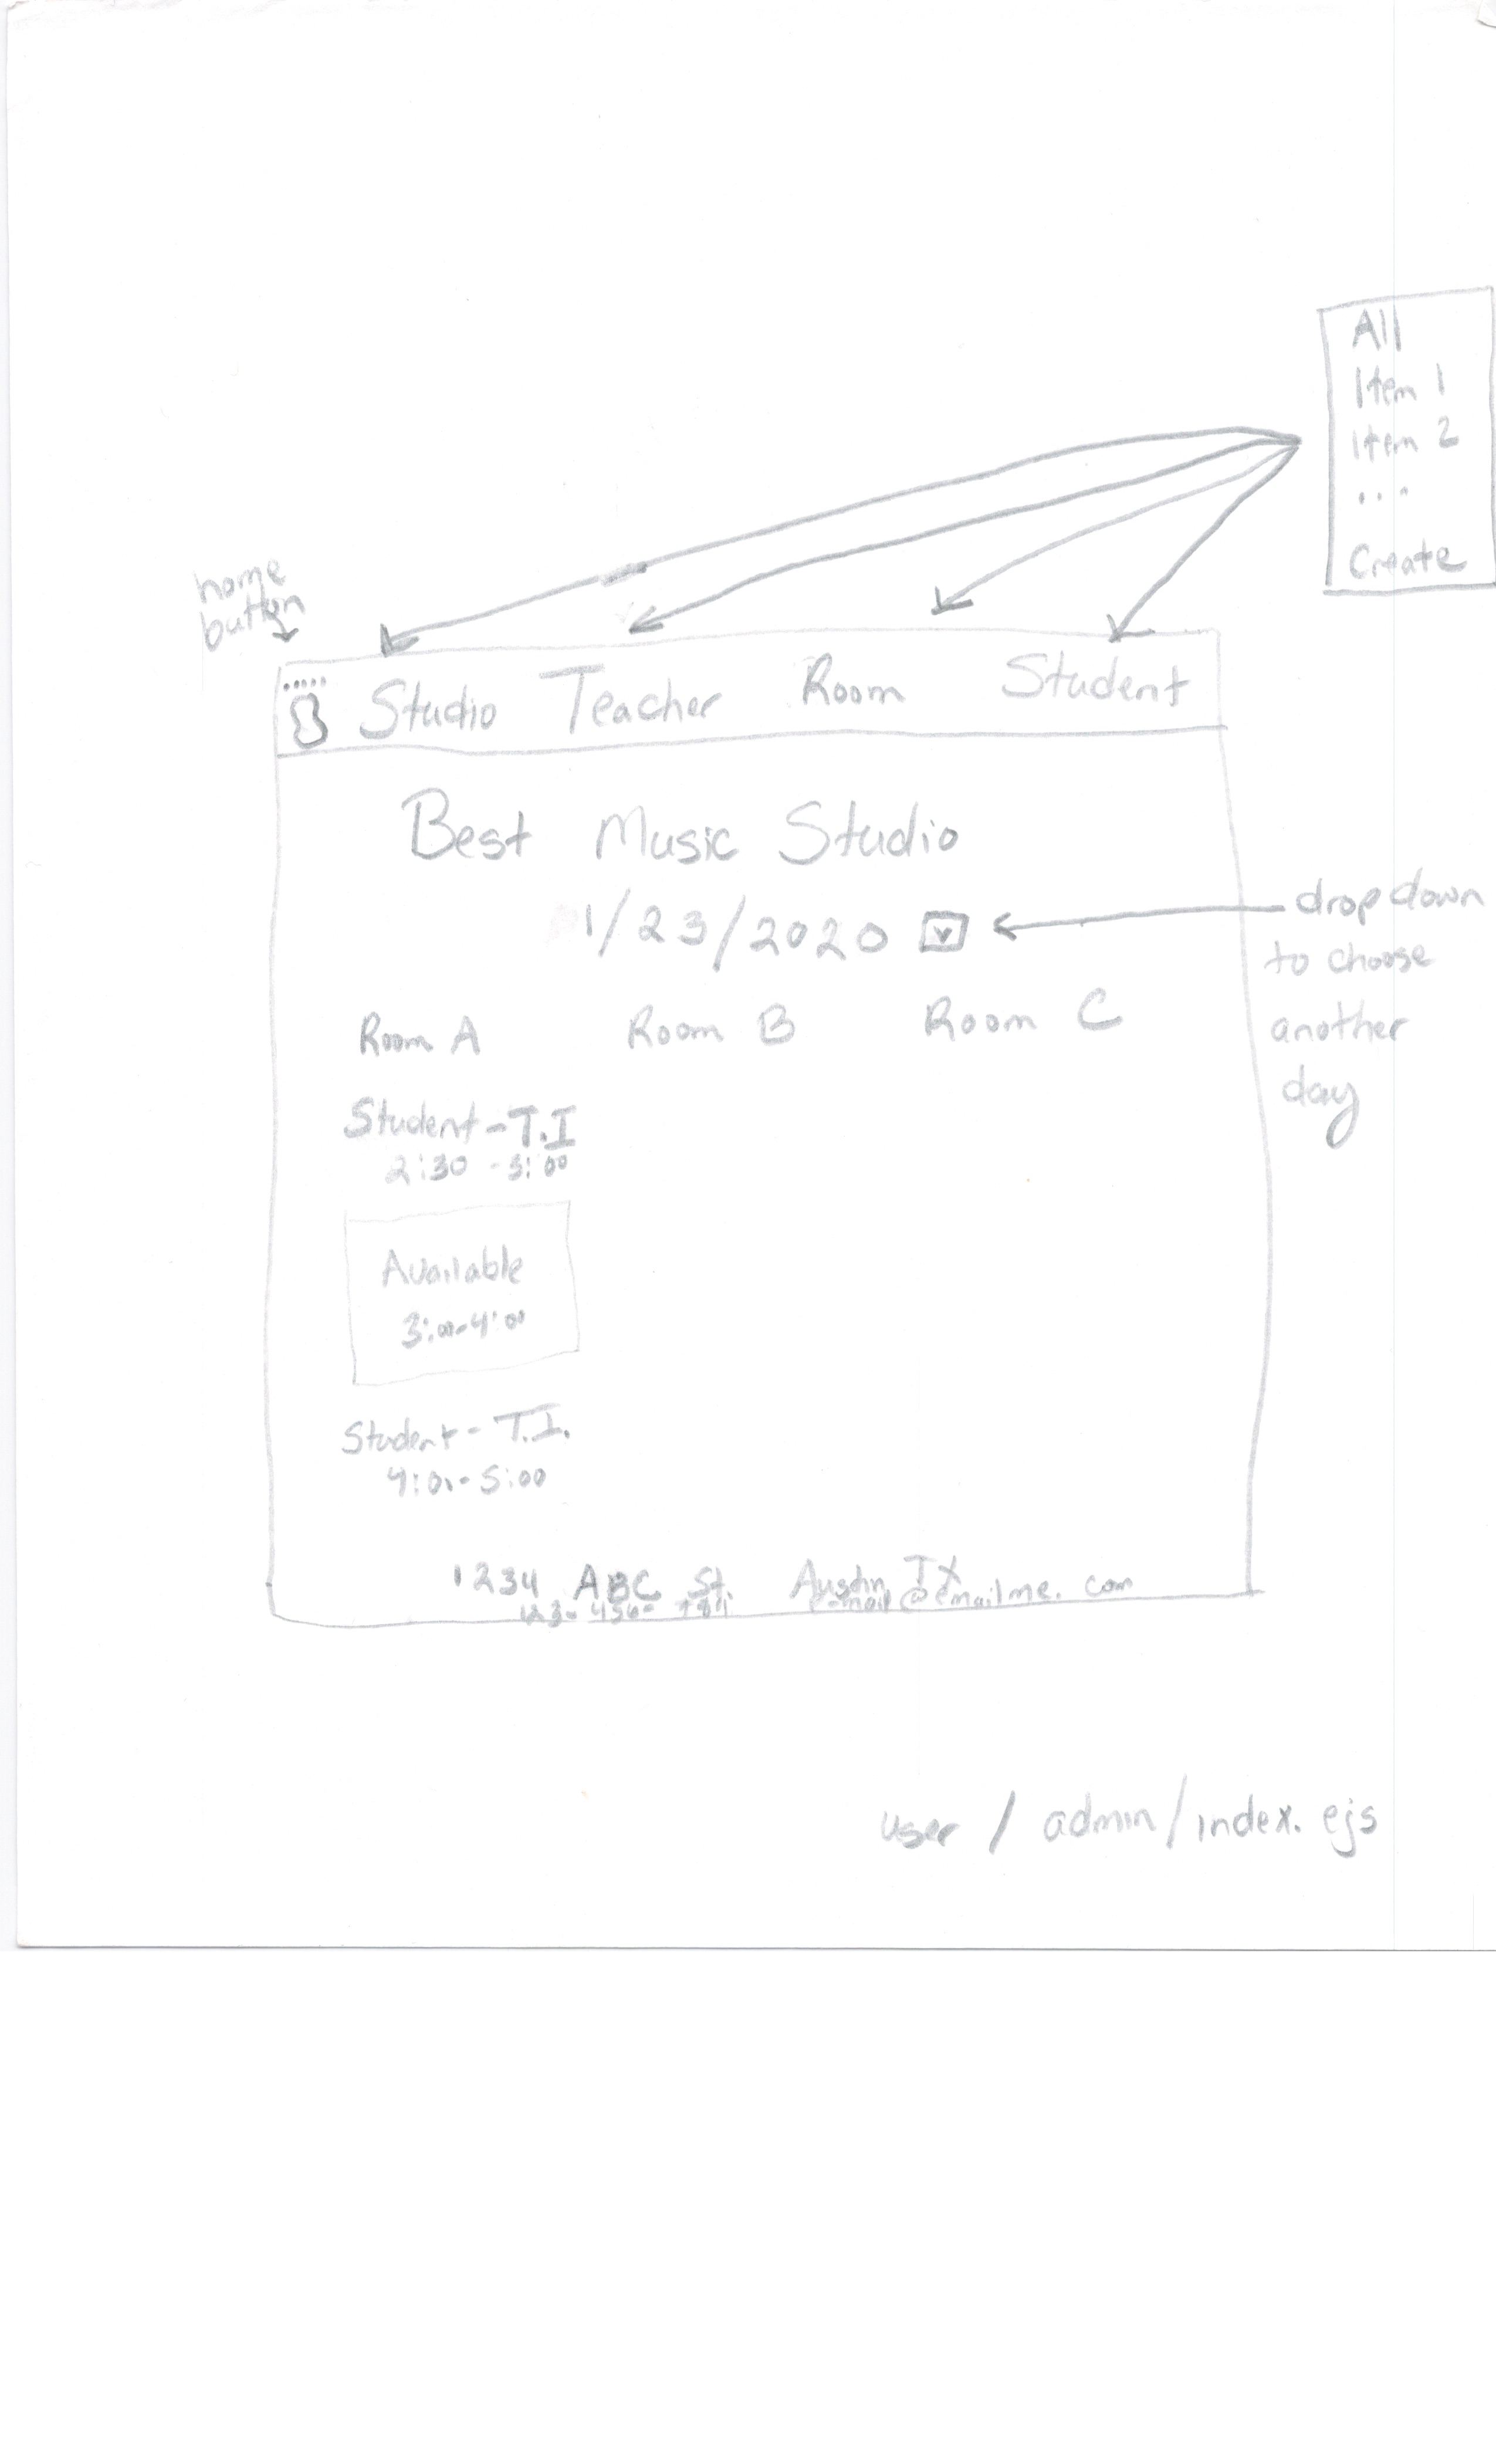 All
Item 1
Item 2
...
Create
home
button
Studio Teacher Room Student
Best Music Studio
1/23/2020
drop down
to choose
another
day
Room A Room B Room C
Student - T.I
2:30 - 3:00
Available
3:00-4:00
Student - T.I.
4:00- 5:00
1234 ABC St. Austin, TX
123- 456- 7891 e-mail@emailme.com
user / admin/index.ejs